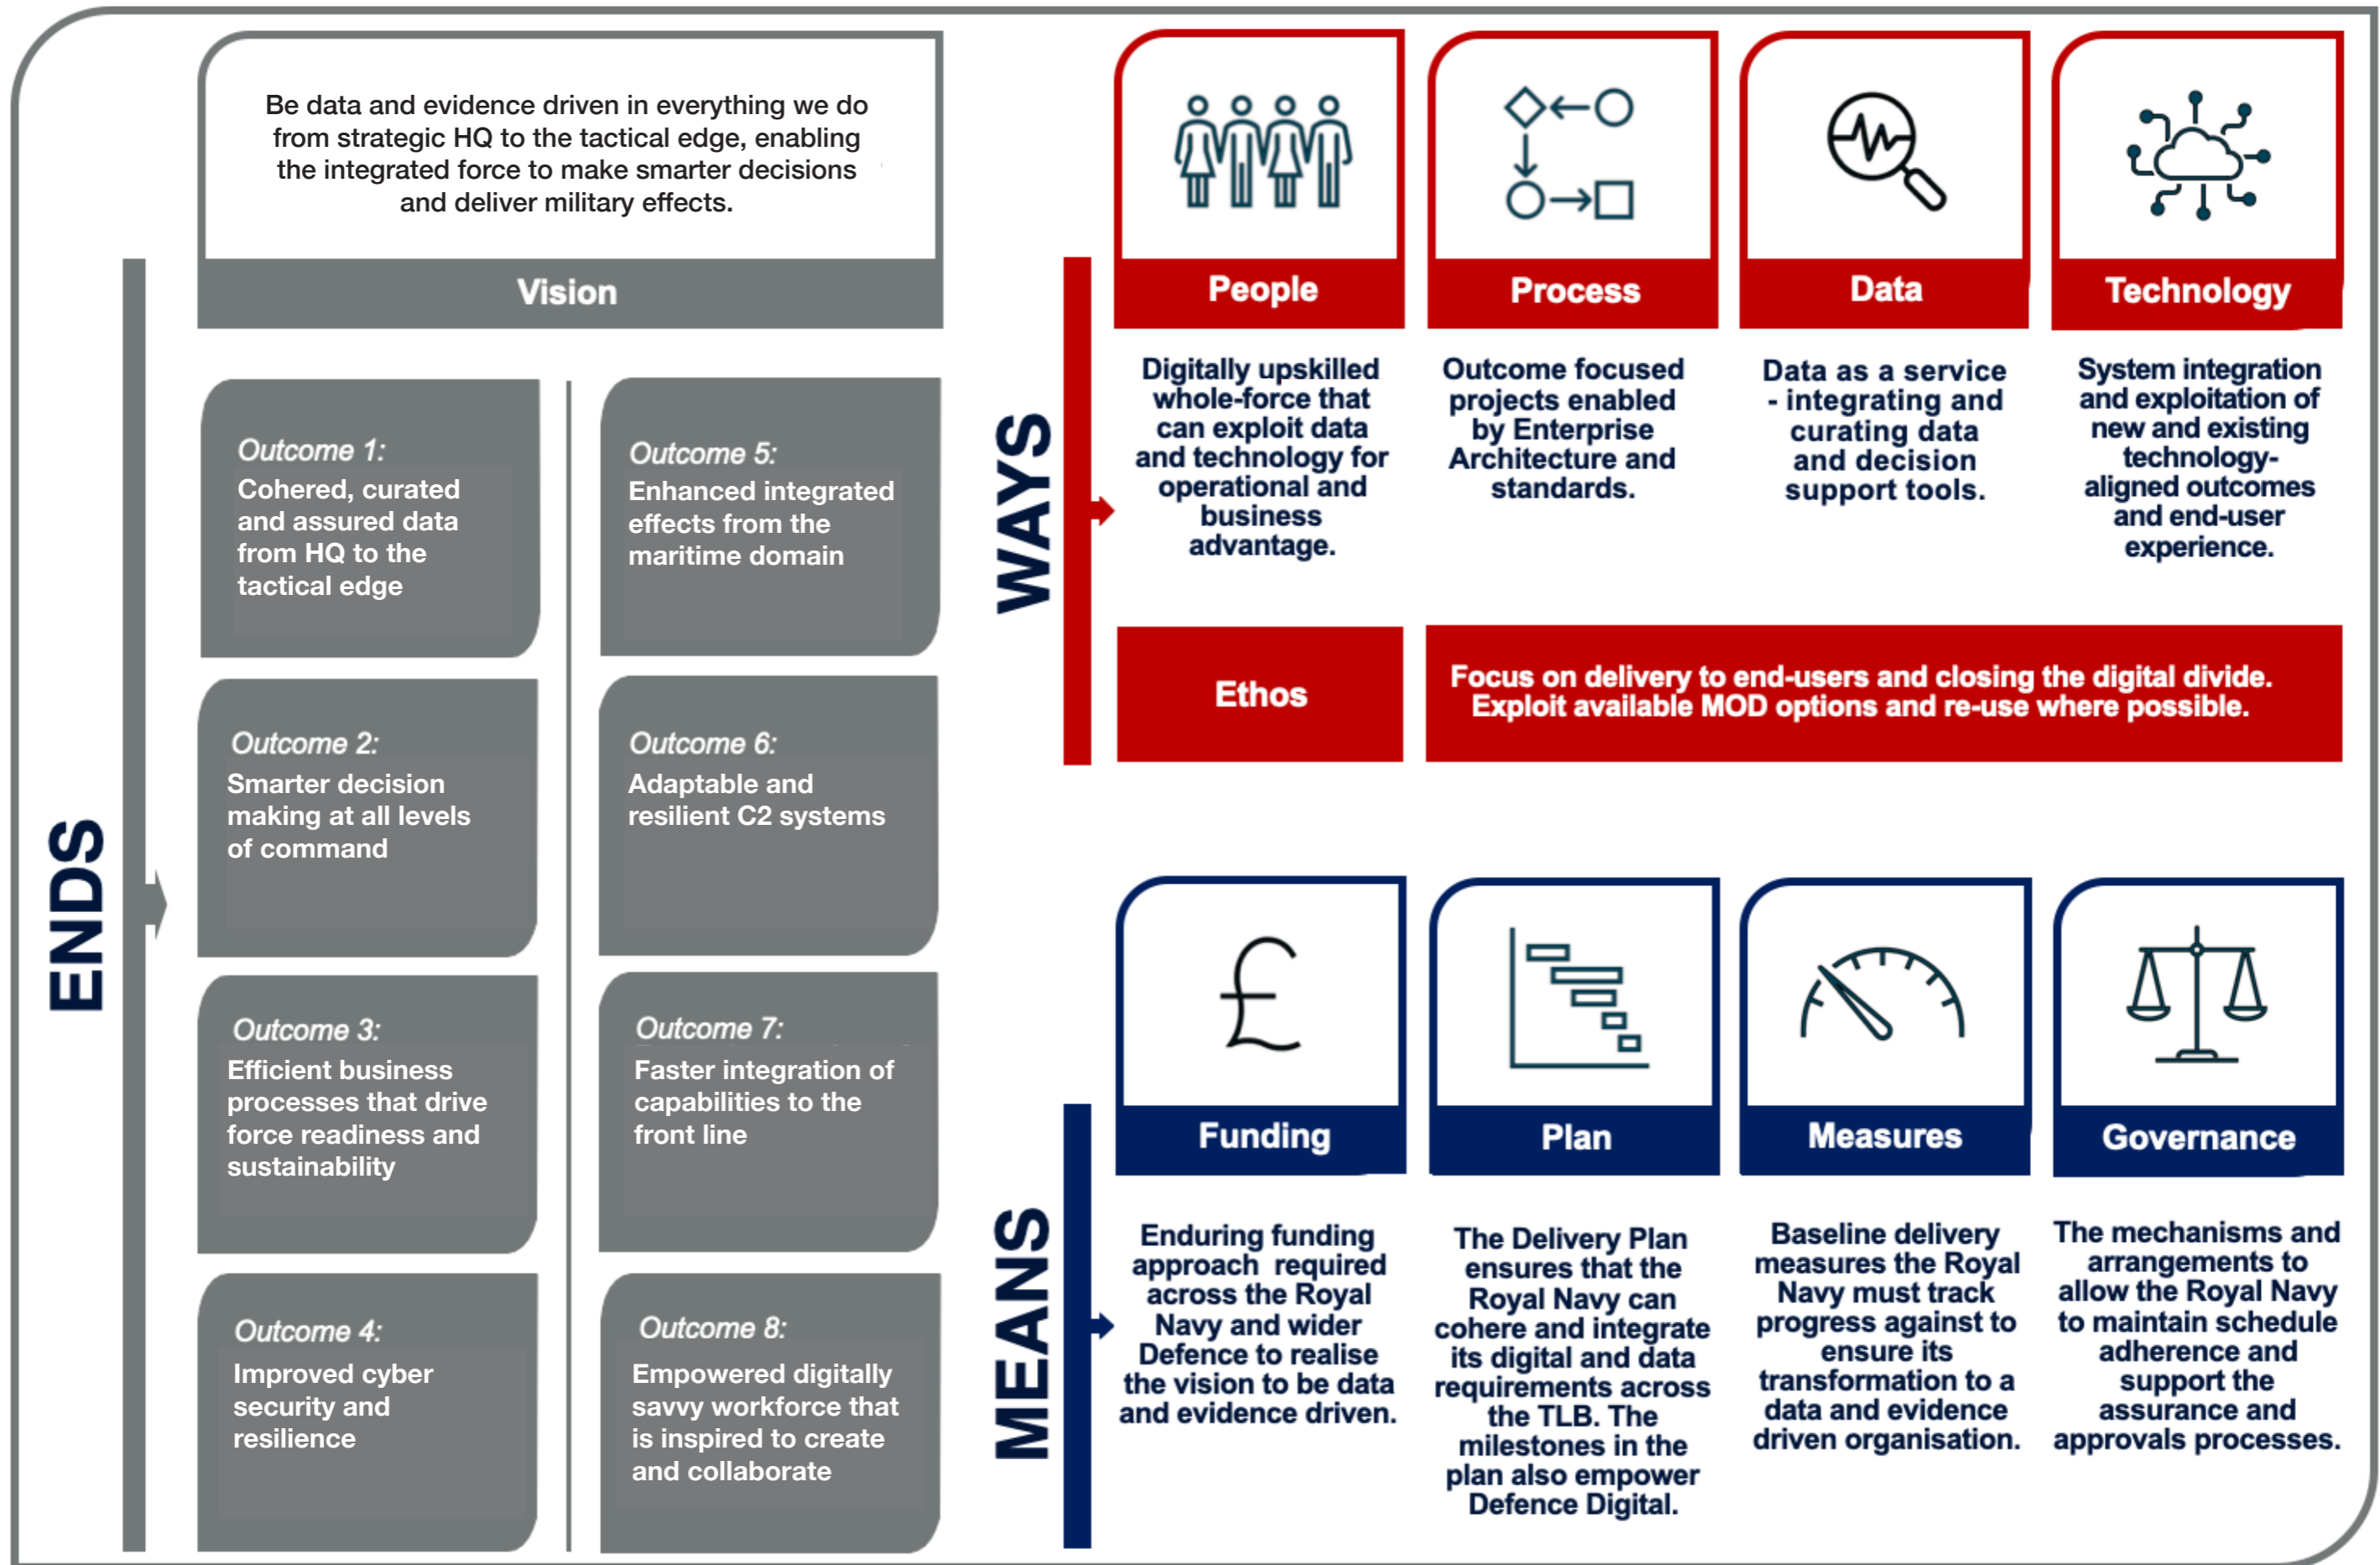 ENDS
Be data and evidence driven in everything we do
from strategic HQ to the tactical edge, enabling
the integrated force to make smarter decisions
and deliver military effects.
Vision
Outcome 1:
Cohered, curated
and assured data
from HQ to the
tactical edge
Outcome 2:
Smarter decision
making at all levels
of command
Outcome 3:
Efficient business
processes that drive
force readiness and
sustainability
Outcome 4:
Improved cyber
security and
resilience
Outcome 5:
Enhanced integrated
effects from the
maritime domain
Outcome 6:
Adaptable and
resilient C2 systems
Outcome 7:
Faster integration of
capabilities to the
front line
Outcome 8:
Empowered digitally
savvy workforce that
is inspired to create
and collaborate
WAYS
People
Digitally upskilled
whole-force that
can exploit data
and technology for
operational and
business
advantage.
Process
Outcome focused
projects enabled
by Enterprise
Architecture and
standards.
Data
Data as a service
- integrating and
curating data
and decision
support tools.
Technology
System integration
and exploitation of
new and existing
technology-
aligned outcomes
and end-user
experience.
Ethos
Focus on delivery to end-users and closing the digital divide.
Exploit available MOD options and re-use where possible.
MEANS
£
Funding
Enduring funding
approach required
across the Royal
Navy and wider
Defence to realise
the vision to be data
and evidence driven.
Plan
The Delivery Plan
ensures that the
Royal Navy can
cohere and integrate
its digital and data
requirements across
the TLB. The
milestones in the
plan also empower
Defence Digital.
Measures
Baseline delivery
measures the Royal
Navy must track
progress against to
ensure its
transformation to a
data and evidence
driven organisation.
Governance
The mechanisms and
arrangements to
allow the Royal Navy
to maintain schedule
adherence and
support the
assurance and
approvals processes.